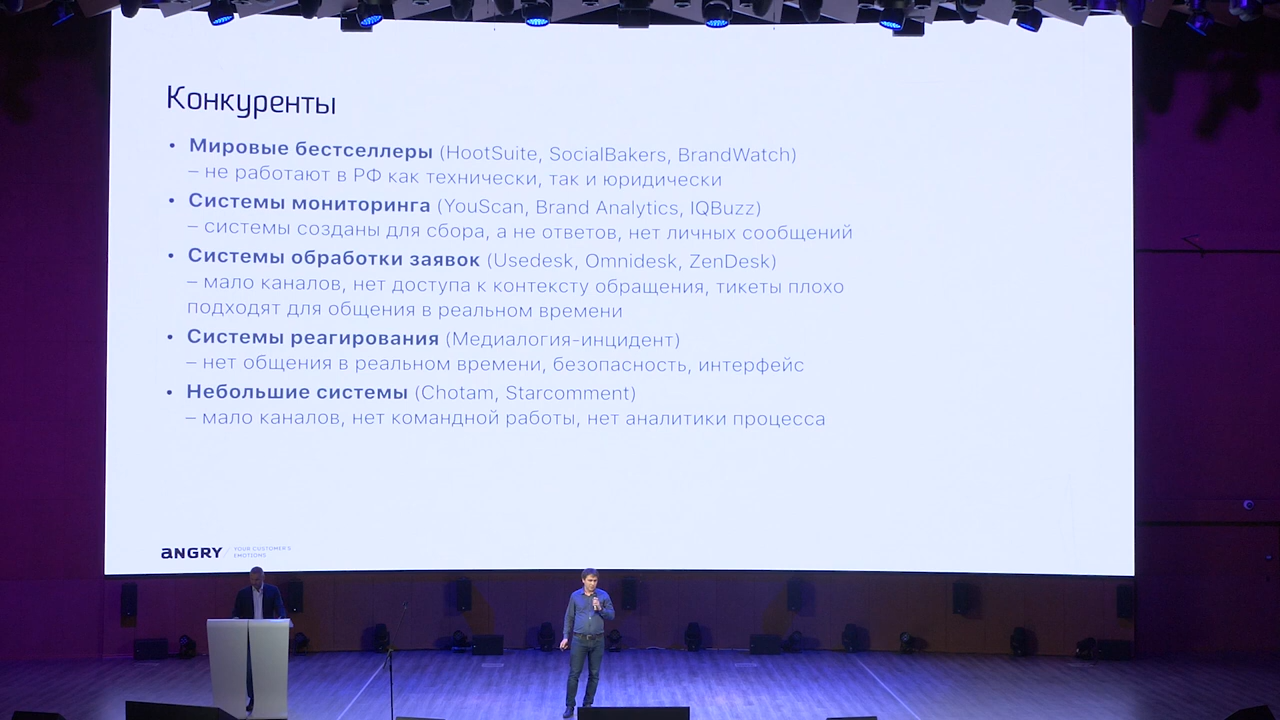 Конкуренты
• Мировые бестселлеры (HootSuite, SocialBakers, BrandWatch)
– не работают в РФ как технически, так и юридически
• Системы мониторинга (YouScan, Brand Analytics, IQBuzz)
– системы созданы для сбора, а не ответов, нет личных сообщений
• Системы обработки заявок (Usedesk, Omnidesk, ZenDesk)
– мало каналов, нет доступа к контексту обращения, тикеты плохо
подходят для общения в реальном времени
• Системы реагирования (Медиалогия-инцидент)
– нет общения в реальном времени, безопасность, интерфейс
• Небольшие системы (Chotam, Starcomment)
– мало каналов, нет командной работы, нет аналитики процесса
ANGRY / YOUR CUSTOMER'S
EMOTIONS